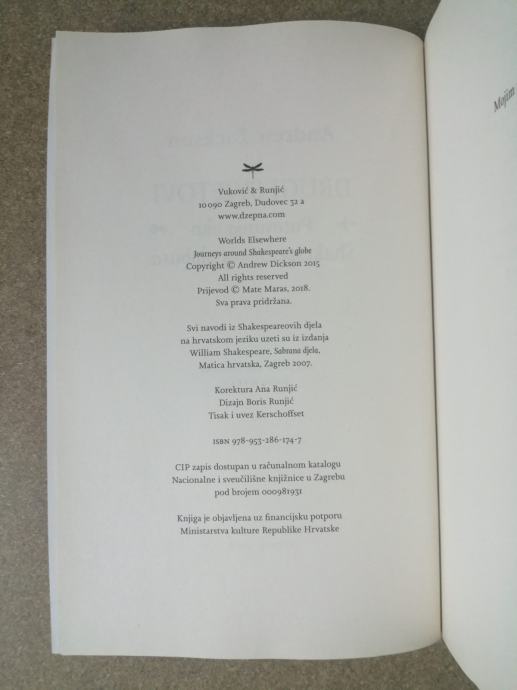 Vuković & Runjić
10 090 Zagreb, Dudovec 32 a
www.dzepna.com
Worlds Elsewhere
Journeys around Shakespeare's globe
Copyright © Andrew Dickson 2015
All rights reserved
Prijevod © Mate Maras, 2018.
Sva prava pridržana.
Svi navodi iz Shakespeareovih djela
na hrvatskom jeziku uzeti su iz izdanja
William Shakespeare, Sabrana djela,
Matica hrvatska, Zagreb 2007.
Korektura Ana Runjić
Dizajn Boris Runjić
Tisak i uvez Kerschoffset
ISBN 978-953-286-174-7
CIP zapis dostupan u računalnom katalogu
Nacionalne i sveučilišne knjižnice u Zagrebu
pod brojem 000981931
Knjiga je objavljena uz financijsku potporu
Ministarstva kulture Republike Hrvatske
Mojim